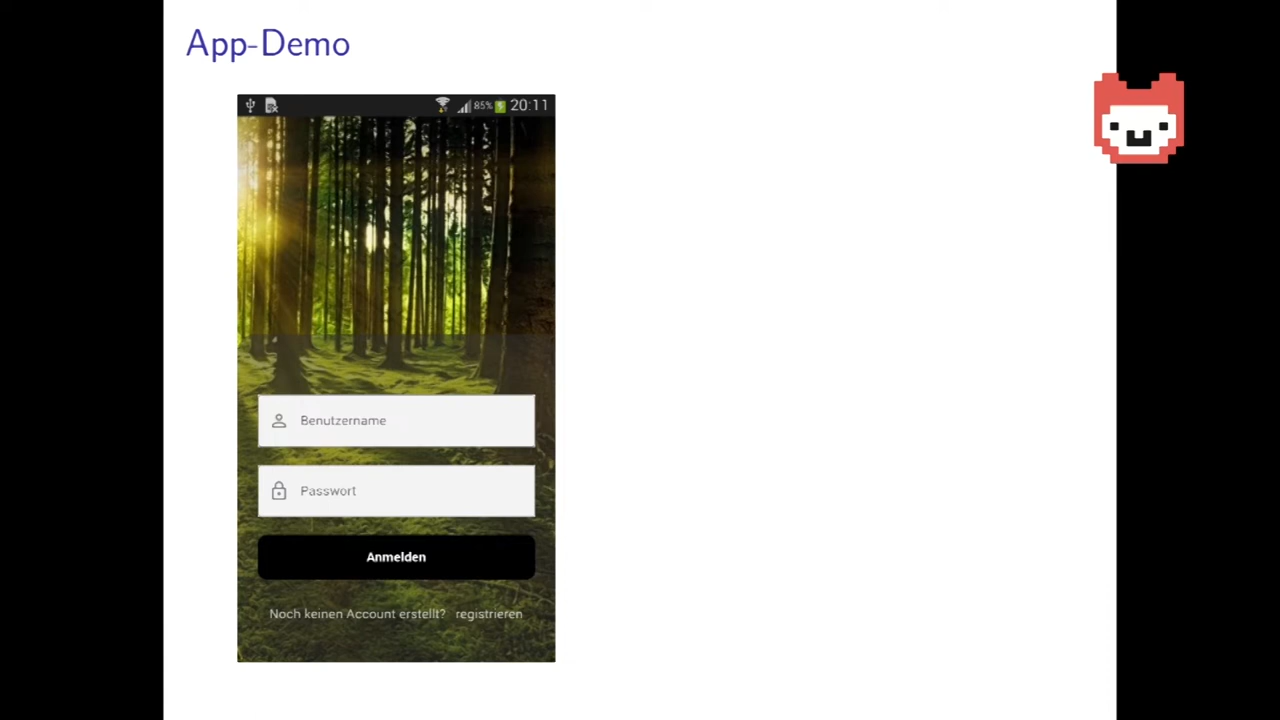 App-Demo
85% 20:11
Benutzername
Passwort
Anmelden
Noch keinen Account erstellt? registrieren